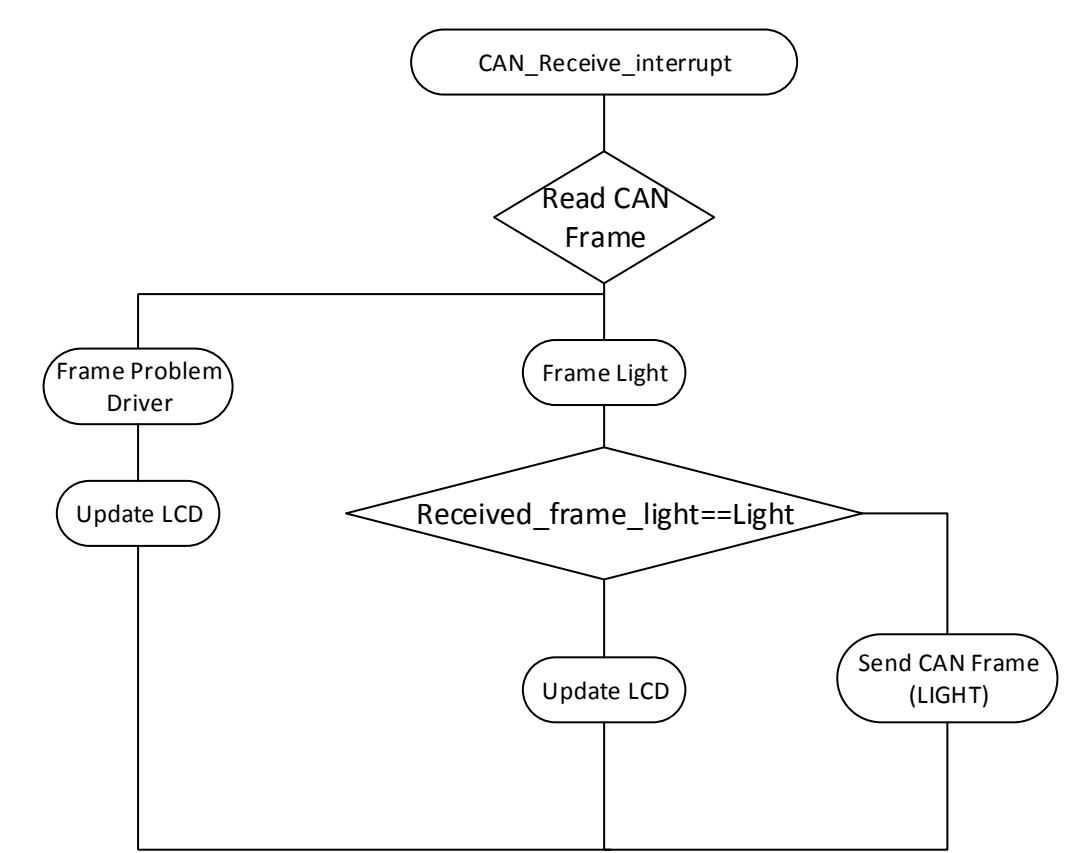 CAN_Receive_interrupt
Read CAN
Frame
Frame Problem
Driver
Frame Light
Update LCD
Received_frame_light==Light
Update LCD
Send CAN Frame
(LIGHT)